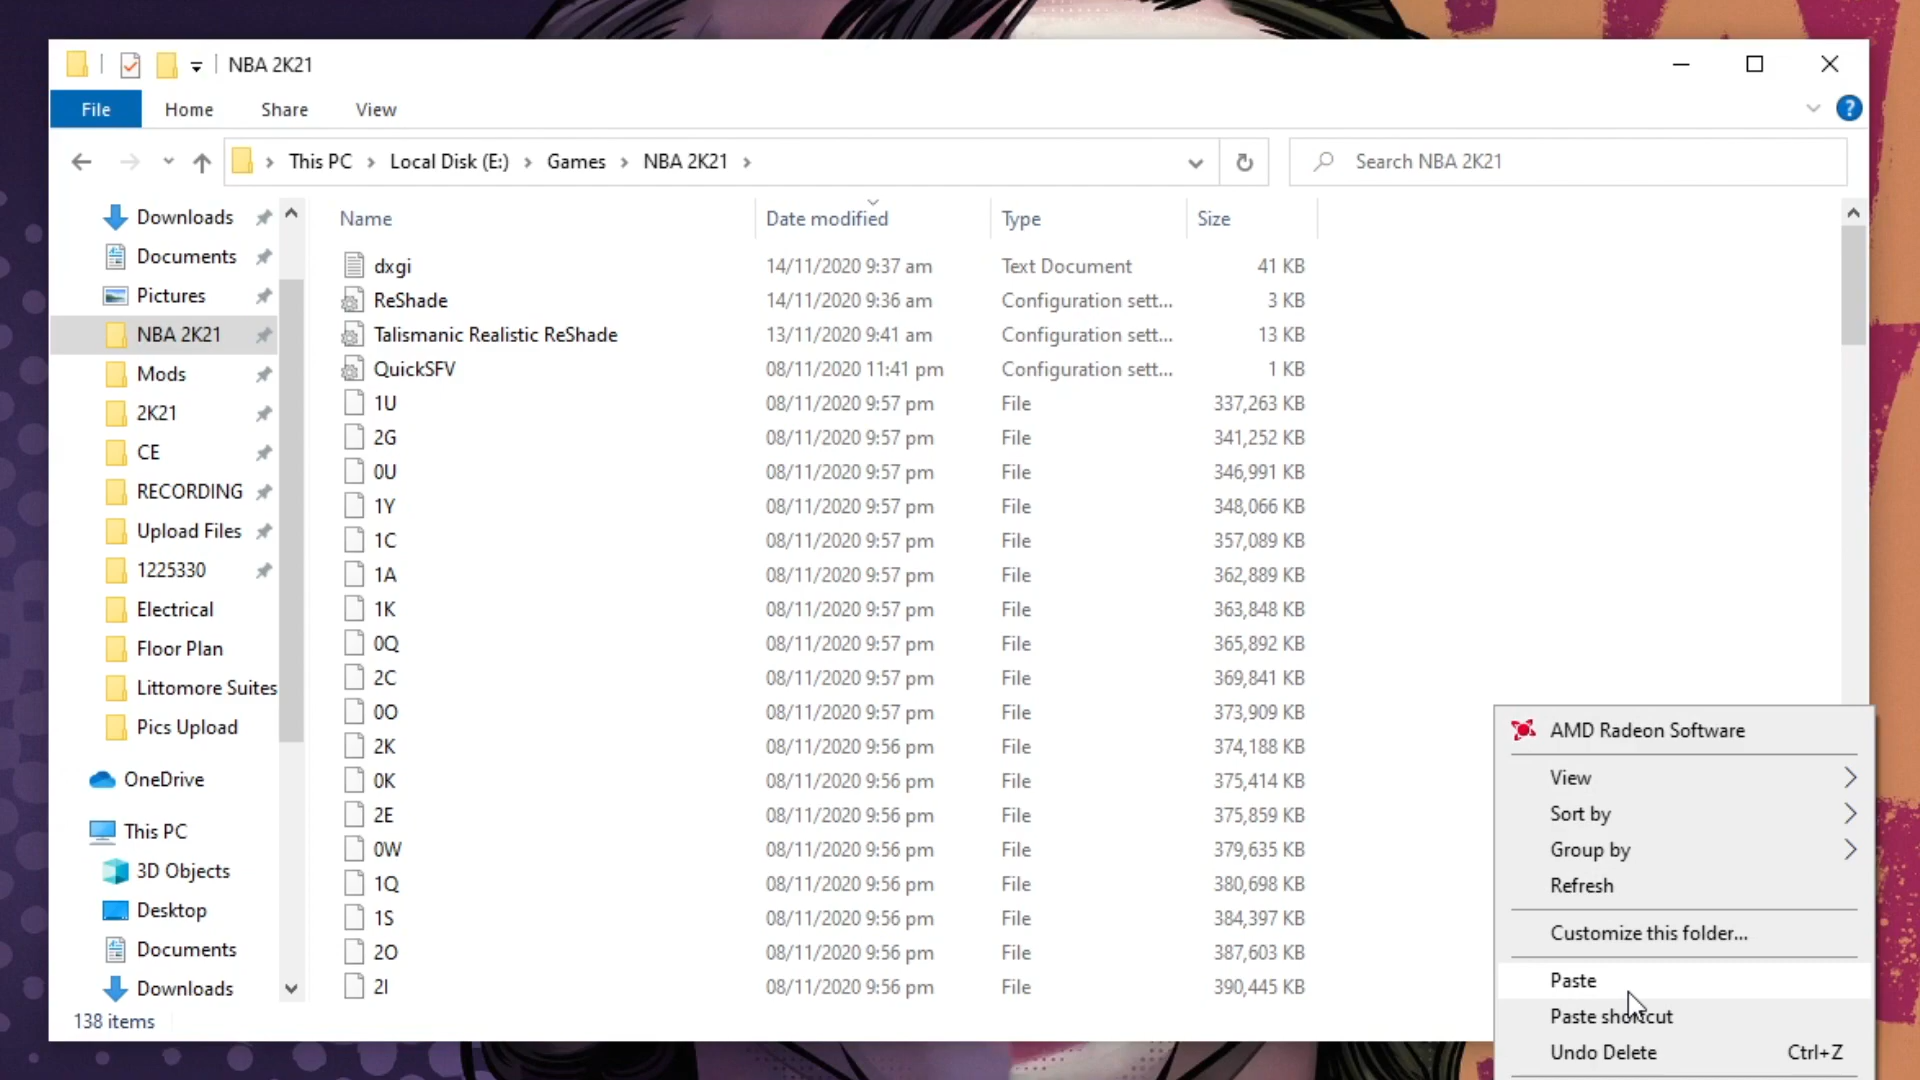 NBA 2K21
File Home Share View
This PC Local Disk (E:) Games NBA 2K21 Search NBA 2K21
Downloads
Documents
Pictures
NBA 2K21
Mods
2K21
CE
RECORDING
Upload Files
1225330
Electrical
Floor Plan
Littomore Suites
Pics Upload
OneDrive
This PC
3D Objects
Desktop
Documents
Downloads
Name Date modified Type Size
dxgi 14/11/2020 9:37 am Text Document 41 KB
ReShade 14/11/2020 9:36 am Configuration sett... 3 KB
Talismanic Realistic ReShade 13/11/2020 9:41 am Configuration sett... 13 KB
QuickSFV 08/11/2020 11:41 pm Configuration sett... 1 KB
1U 08/11/2020 9:57 pm File 337,263 KB
2G 08/11/2020 9:57 pm File 341,252 KB
0U 08/11/2020 9:57 pm File 346,991 KB
1Y 08/11/2020 9:57 pm File 348,066 KB
1C 08/11/2020 9:57 pm File 357,089 KB
1A 08/11/2020 9:57 pm File 362,889 KB
1K 08/11/2020 9:57 pm File 363,848 KB
0Q 08/11/2020 9:57 pm File 365,892 KB
2C 08/11/2020 9:57 pm File 369,841 KB
0O 08/11/2020 9:57 pm File 373,909 KB
2K 08/11/2020 9:56 pm File 374,188 KB
0K 08/11/2020 9:56 pm File 375,414 KB
2E 08/11/2020 9:56 pm File 375,859 KB
0W 08/11/2020 9:56 pm File 379,635 KB
1Q 08/11/2020 9:56 pm File 380,698 KB
1S 08/11/2020 9:56 pm File 384,397 KB
2O 08/11/2020 9:56 pm File 387,603 KB
2I 08/11/2020 9:56 pm File 390,445 KB
138 items
AMD Radeon Software
View
Sort by
Group by
Refresh
Customize this folder...
Paste
Paste shortcut
Undo Delete Ctrl+Z